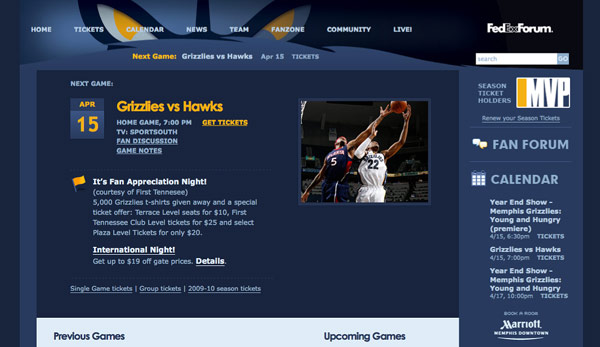 HOME TICKETS CALENDAR NEWS TEAM FANZONE COMMUNITY LIVE!
FedExForum.
Next Game: Grizzlies vs Hawks Apr 15 TICKETS
search GO
NEXT GAME:
APR
15
Grizzlies vs Hawks
HOME GAME, 7:00 PM GET TICKETS
TV: SPORTSOUTH
FAN DISCUSSION
GAME NOTES
5
22
It's Fan Appreciation Night!
(courtesy of First Tennessee)
5,000 Grizzlies t-shirts given away and a special
ticket offer: Terrace Level seats for $10, First
Tennessee Club Level tickets for $25 and select
Plaza Level Tickets for only $20.
International Night!
Get up to $19 off gate prices. Details.
Single Game tickets | Group tickets | 2009-10 season tickets
Previous Games
Upcoming Games
SEASON
TICKET
HOLDERS
MVP
Renew your Season Tickets
FAN FORUM
CALENDAR
Year End Show -
Memphis Grizzlies:
Young and Hungry
(premiere)
4/15, 6:30pm TICKETS
Grizzlies vs Hawks
4/15, 7:00pm TICKETS
Year End Show -
Memphis Grizzlies:
Young and Hungry
4/17, 10:00pm TICKETS
BOOK A ROOM
Marriott
MEMPHIS DOWNTOWN